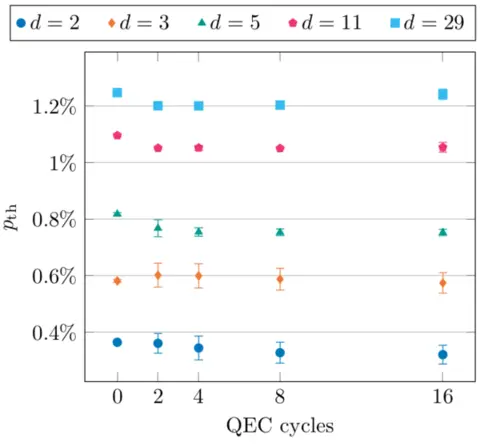 d = 2 d = 3 d = 5 d = 11 d = 29
1.2%
1%
0.8%
0.6%
0.4%
p_th
0 2 4 8 16
QEC cycles